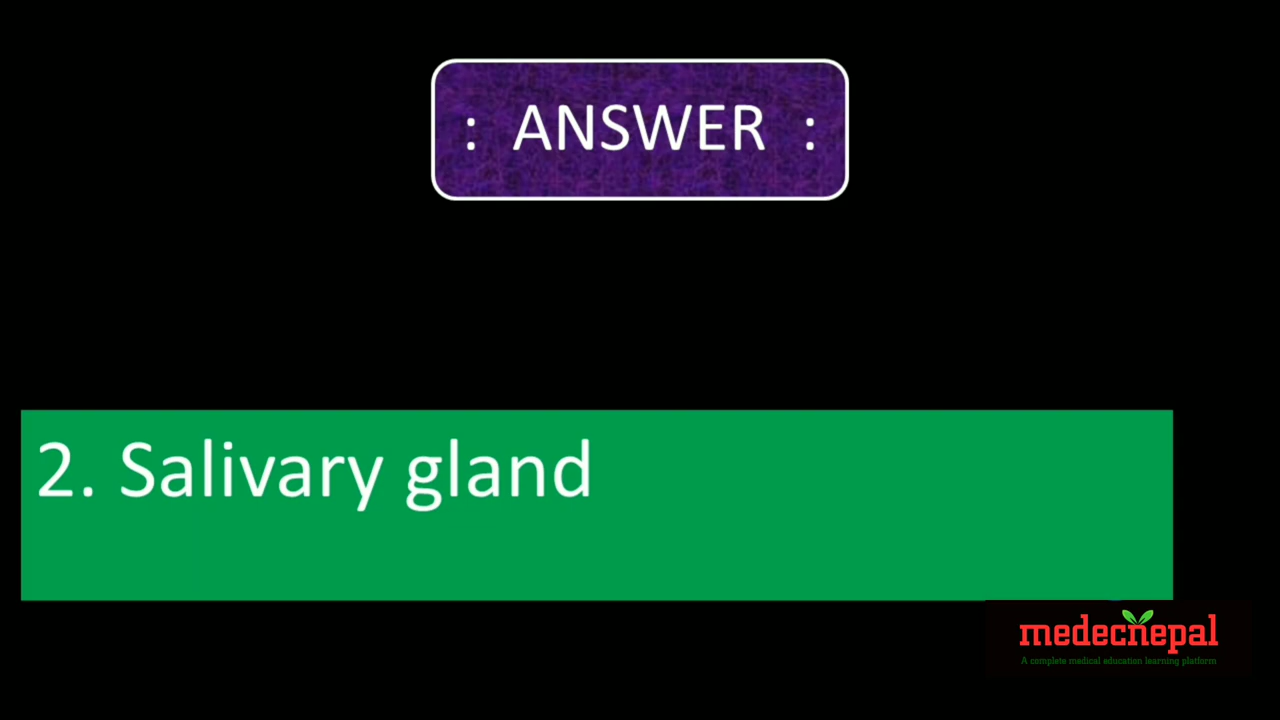 : ANSWER :
2. Salivary gland
medecnepal
A complete medical education learning platform